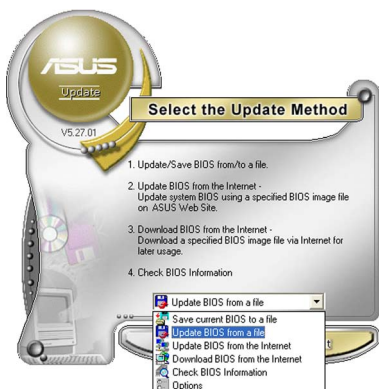 ASUS
Update
V5.27.01
Select the Update Method
1. Update/Save BIOS from/to a file.
2. Update BIOS from the Internet -
Update system BIOS using a specified BIOS image file
on ASUS Web Site.
3. Download BIOS from the Internet -
Download a specified BIOS image file via Internet for
later usage.
4. Check BIOS Information
Update BIOS from a file
Save current BIOS to a file
Update BIOS from a file
Update BIOS from the Internet
Download BIOS from the Internet
Check BIOS Information
Options